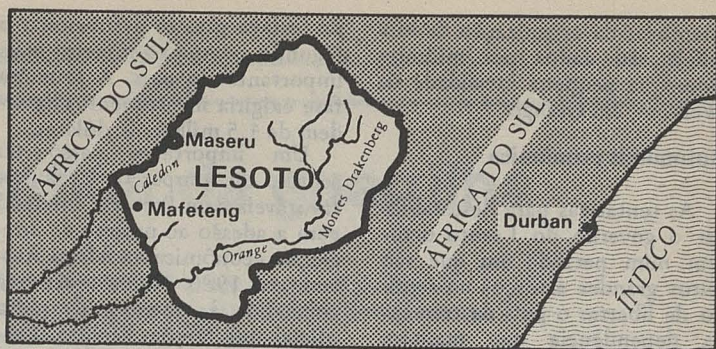 ÁFRICA DO SUL
Maseru
Caledon
LESOTO
Mafeteng
Montes Drakenberg
Orange
ÁFRICA DO SUL
Durban
ÍNDICO